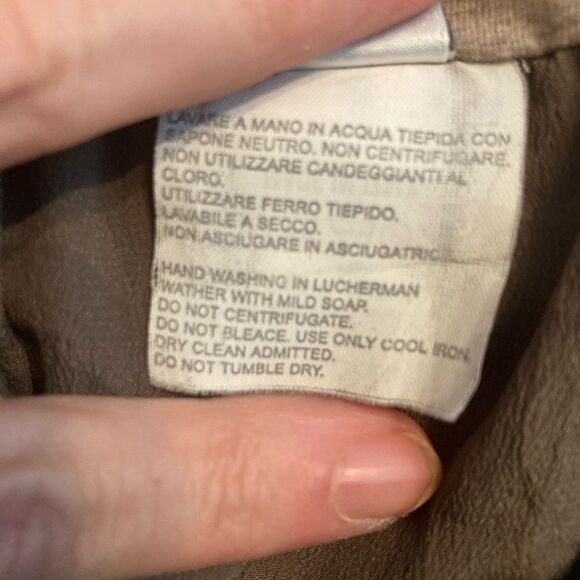 LAVARE A MANO IN ACQUA TIEPIDA CON
SAPONE NEUTRO. NON CENTRIFUGARE.
NON UTILIZZARE CANDEGGIANTI AL
CLORO.
UTILIZZARE FERRO TIEPIDO.
LAVABILE A SECCO.
NON ASCIUGARE IN ASCIUGATRIC
HAND WASHING IN LUCHERMAN
WATHER WITH MILD SOAP.
DO NOT CENTRIFUGATE.
DO NOT BLEACE. USE ONLY COOL IRON.
DRY CLEAN ADMITTED.
DO NOT TUMBLE DRY.